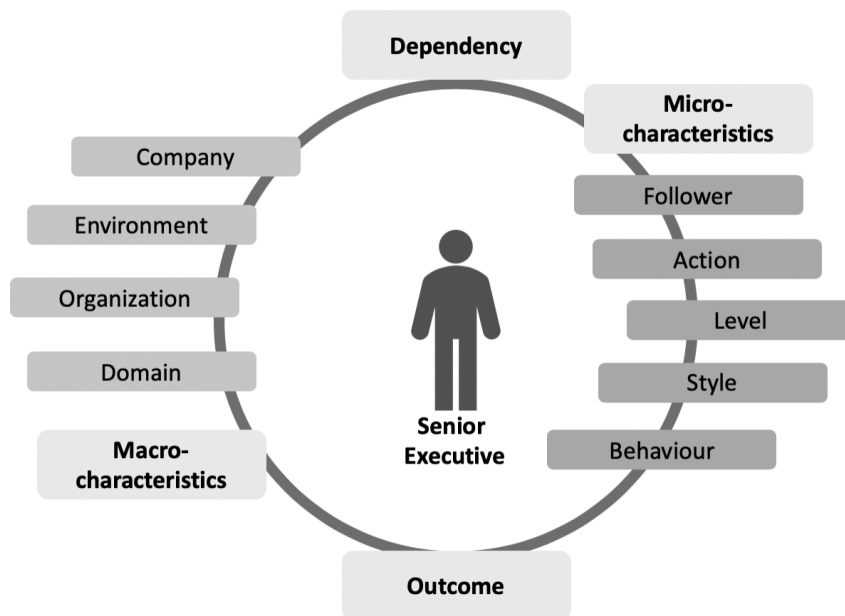 Dependency
Micro-
characteristics
Company
Follower
Environment
Action
Organization
Level
Domain
Style
Senior
Executive
Behaviour
Macro-
characteristics
Outcome